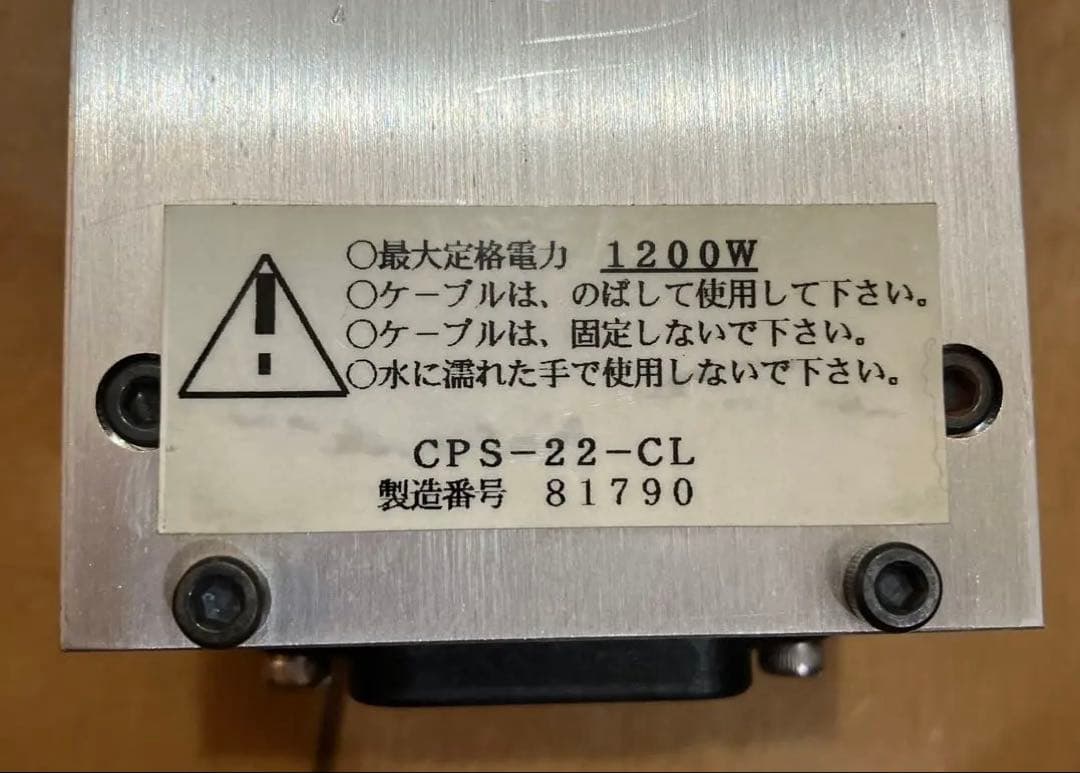 ○最大定格電力 1200W
○ケーブルは、のばして使用して下さい。
○ケーブルは、固定しないで下さい。
○水に濡れた手で使用しないで下さい。
CPS-22-CL
製造番号 81790